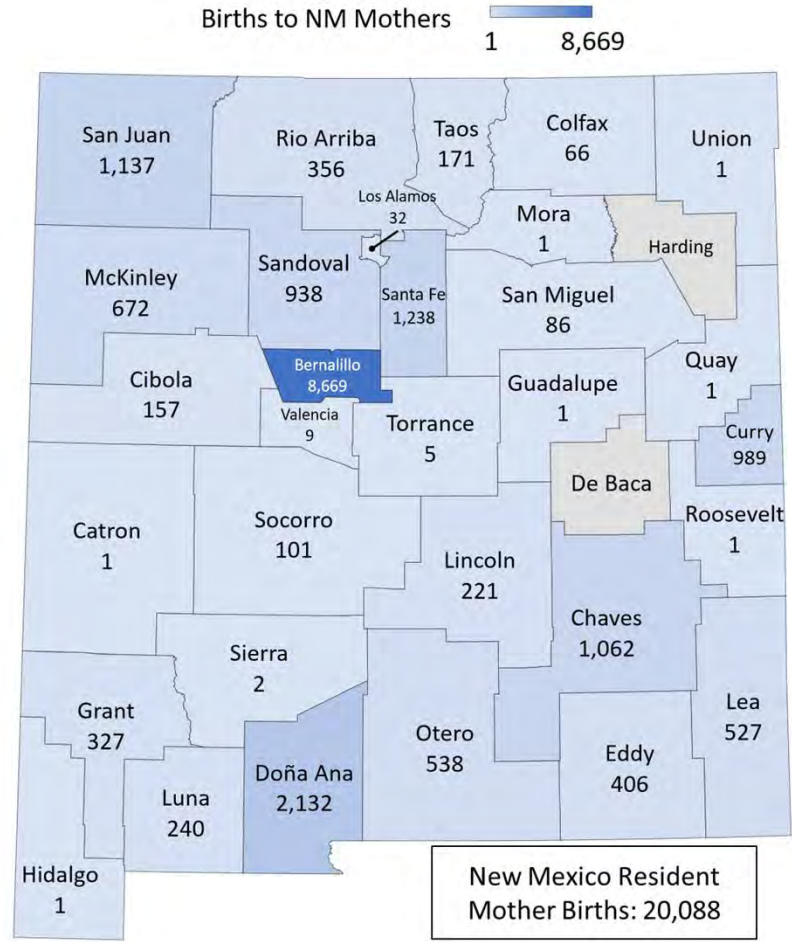 Births to NM Mothers
1 8,669
San Juan
1,137
Rio Arriba
356
Taos
171
Colfax
66
Union
1
Los Alamos
32
Mora
1
Harding
McKinley
672
Sandoval
938
Santa Fe
1,238
San Miguel
86
Bernalillo
8,669
Quay
1
Cibola
157
Guadalupe
1
Valencia
9
Torrance
5
Curry
989
De Baca
Roosevelt
1
Catron
1
Socorro
101
Lincoln
221
Chaves
1,062
Sierra
2
Grant
327
Lea
527
Otero
538
Eddy
406
Doña Ana
2,132
Luna
240
Hidalgo
1
New Mexico Resident
Mother Births: 20,088